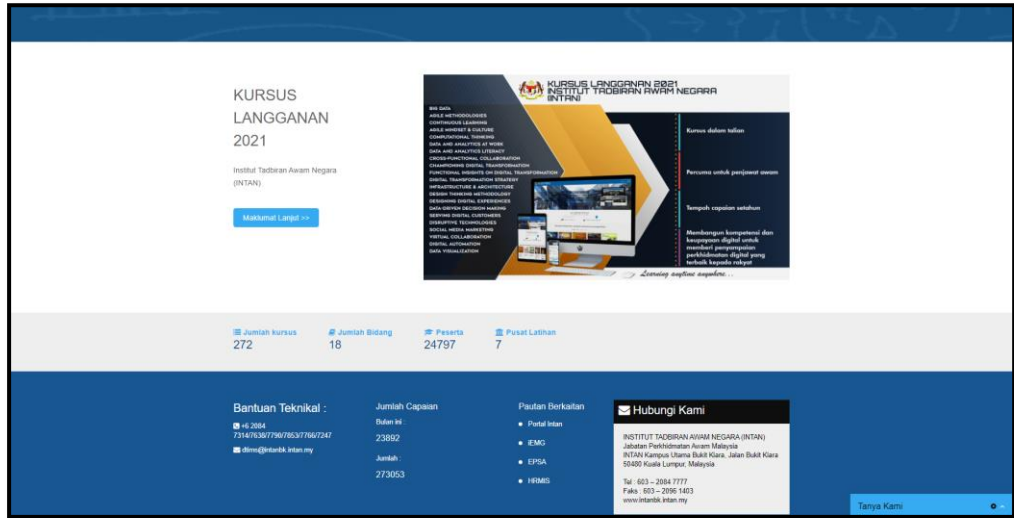 KURSUS
LANGGANAN
2021
Institut Tadbiran Awam Negara
(INTAN)
Maklumat Lanjut >>
KURSUS LANGGANAN 2021
INSTITUT TADBIRAN AWAM NEGARA
(INTAN)
BIG DATA
AGILE METHODOLOGIES
CONTINUOUS LEARNING
AGILE MINDSET & CULTURE
COMPUTATIONAL THINKING
DATA AND ANALYTICS AT WORK
DATA AND ANALYTICS LITERACY
CROSS-FUNCTIONAL COLLABORATION
CHAMPIONING DIGITAL TRANSFORMATION
FUNCTIONAL INSIGHTS ON DIGITAL TRANSFORMATION
DIGITAL TRANSFORMATION STRATEGY
INFRASTRUCTURE & ARCHITECTURE
DESIGN THINKING METHODOLOGY
DESIGNING DIGITAL EXPERIENCES
DATA-DRIVEN DECISION MAKING
SERVING DIGITAL CUSTOMERS
DISRUPTIVE TECHNOLOGIES
SOCIAL MEDIA MARKETING
VIRTUAL COLLABORATION
DIGITAL AUTOMATION
DATA VISUALIZATION
Kursus dalam talian
Percuma untuk penjawat awam
Tempoh capaian setahun
Membangun kompetensi dan
keupayaan digital untuk
memberi penyampaian
perkhidmatan digital yang
terbaik kepada rakyat
Learning anytime anywhere...
Jumlah kursus
272
Jumlah Bidang
18
Peserta
24797
Pusat Latihan
7
Bantuan Teknikal :
+6 2084
7314/7638/7790/7853/7766/7247
dtims@intanbk.intan.my
Jumlah Capaian
Bulan ini :
23892
Jumlah :
273053
Pautan Berkaitan
Portal Intan
iEMG
EPSA
HRMIS
Hubungi Kami
INSTITUT TADBIRAN AWAM NEGARA (INTAN)
Jabatan Perkhidmatan Awam Malaysia
INTAN Kampus Utama Bukit Kiara, Jalan Bukit Kiara
50480 Kuala Lumpur, Malaysia
Tel : 603 – 2084 7777
Faks : 603 – 2096 1403
www.intanbk.intan.my
Tanya Kami